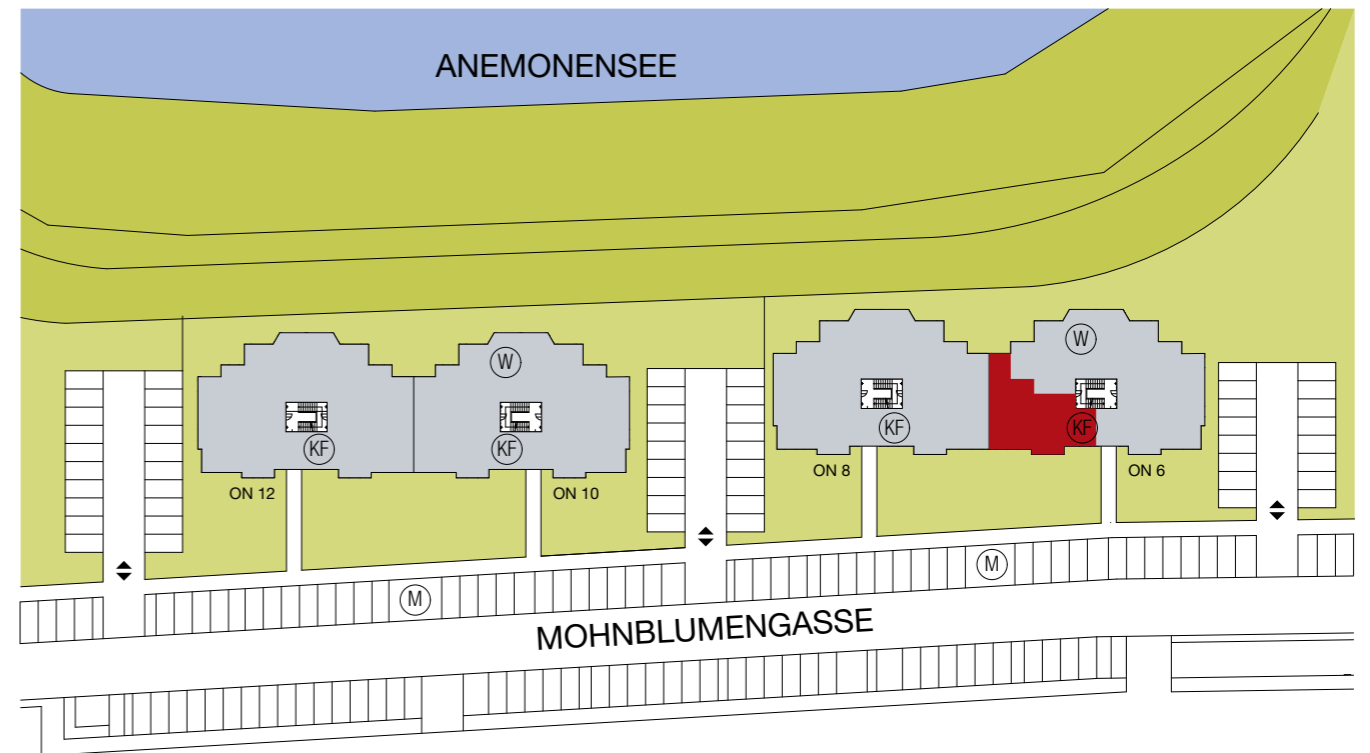 ANEMONENSEE
W
W
KF
KF
KF
KF
ON 12
ON 10
ON 8
ON 6
M
M
MOHNBLUMENGASSE